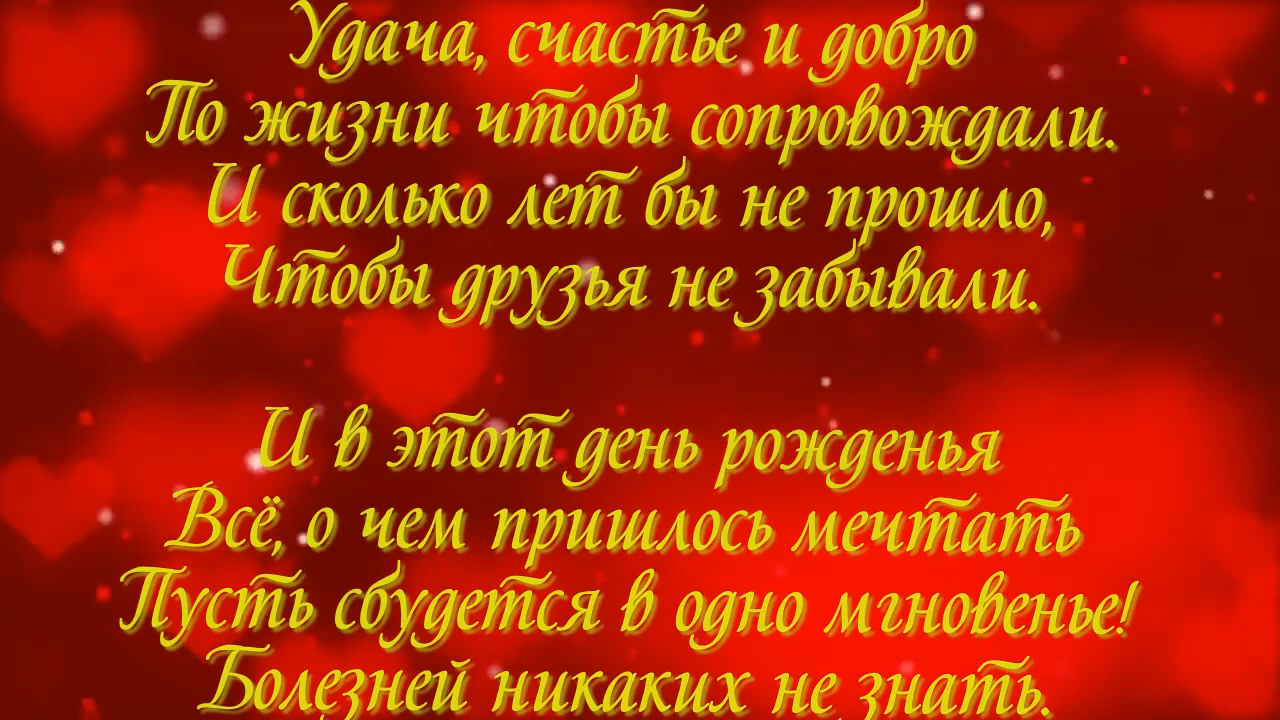 Удача, счастье и добро
По жизни чтобы сопровождали.
И сколько лет бы не прошло,
Чтобы друзья не забывали.
И в этот день рожденья
Всё, о чем пришлось мечтать
Пусть сбудется в одно мгновенье!
Болезней никаких не знать.